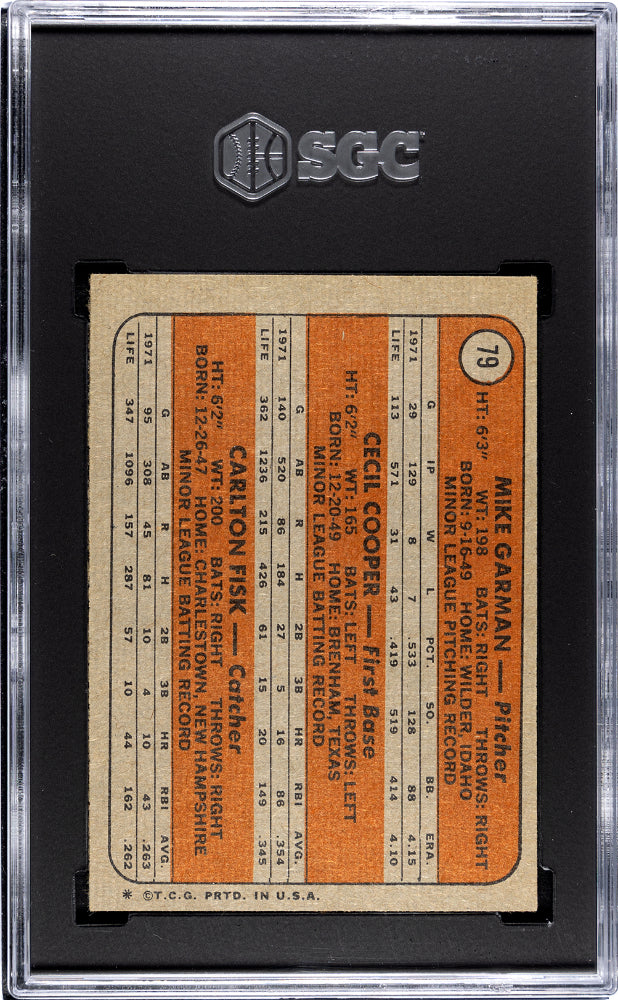 SGC
79
MIKE GARMAN — Pitcher
HT: 6'3" WT: 198 BATS: RIGHT THROWS: RIGHT
BORN: 9-16-49 HOME: WILDER, IDAHO
MINOR LEAGUE PITCHING RECORD
G IP W L PCT. SO. BB. ERA.
1971 29 129 8 7 .533 128 88 4.15
LIFE 113 571 31 43 .419 519 414 4.10
CECIL COOPER — First Base
HT: 6'2" WT: 165 BATS: LEFT THROWS: LEFT
BORN: 12-20-49 HOME: BRENHAM, TEXAS
MINOR LEAGUE BATTING RECORD
G AB R H 2B 3B HR RBI AVG.
1971 140 520 86 184 27 5 16 86 .354
LIFE 362 1236 215 426 61 15 20 149 .345
CARLTON FISK — Catcher
HT: 6'2" WT: 200 BATS: RIGHT THROWS: RIGHT
BORN: 12-26-47 HOME: CHARLESTOWN, NEW HAMPSHIRE
MINOR LEAGUE BATTING RECORD
G AB R H 2B 3B HR RBI AVG.
1971 95 308 45 81 10 4 10 43 .263
LIFE 347 1096 157 287 57 10 44 162 .262
* ©T.C.G. PRTD. IN U.S.A.